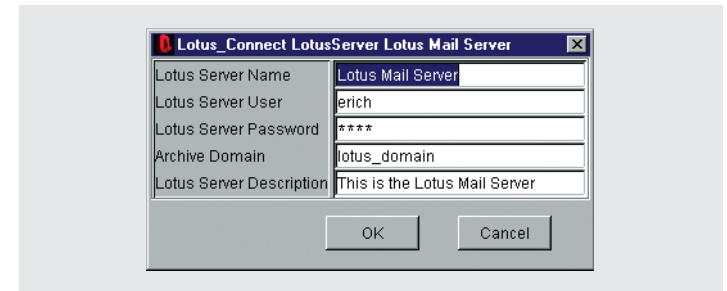 Lotus_Connect LotusServer Lotus Mail Server
Lotus Server Name Lotus Mail Server
Lotus Server User erich
Lotus Server Password ****
Archive Domain lotus_domain
Lotus Server Description This is the Lotus Mail Server
OK Cancel